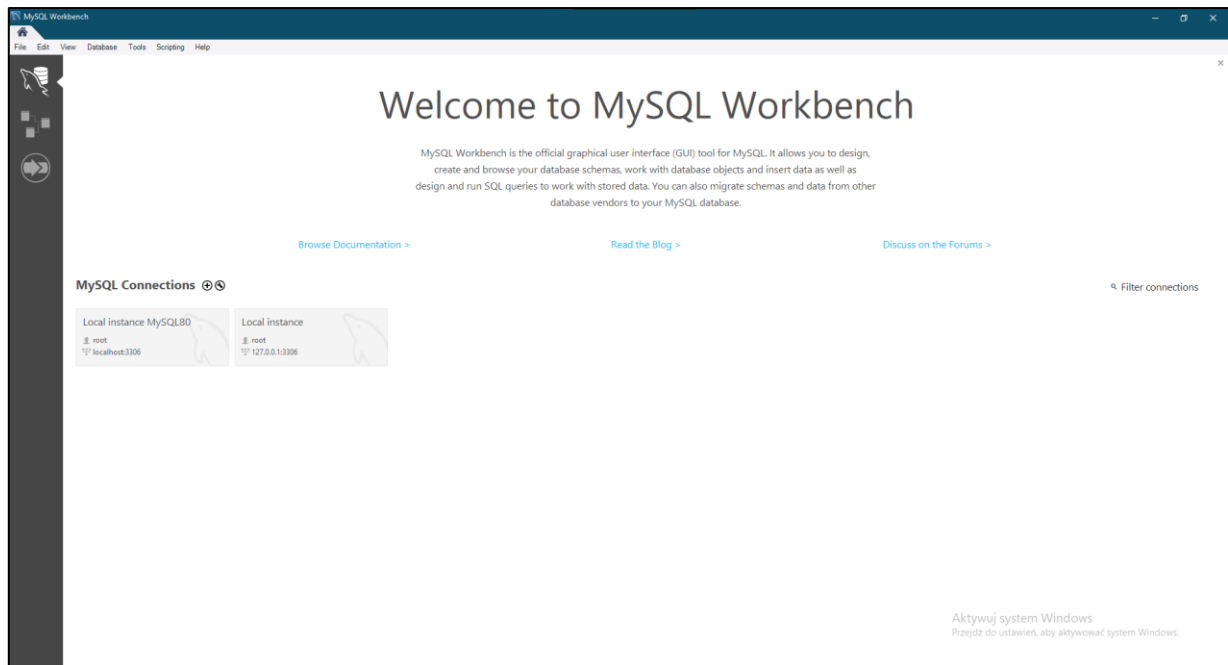 MySQL Workbench
File Edit View Database Tools Scripting Help
Welcome to MySQL Workbench
MySQL Workbench is the official graphical user interface (GUI) tool for MySQL. It allows you to design,
create and browse your database schemas, work with database objects and insert data as well as
design and run SQL queries to work with stored data. You can also migrate schemas and data from other
database vendors to your MySQL database.
Browse Documentation > Read the Blog > Discuss on the Forums >
MySQL Connections
Filter connections
Local instance MySQL80
root
localhost:3306
Local instance
root
127.0.0.1:3306
Aktywuj system Windows
Przejdź do ustawień, aby aktywować system Windows.